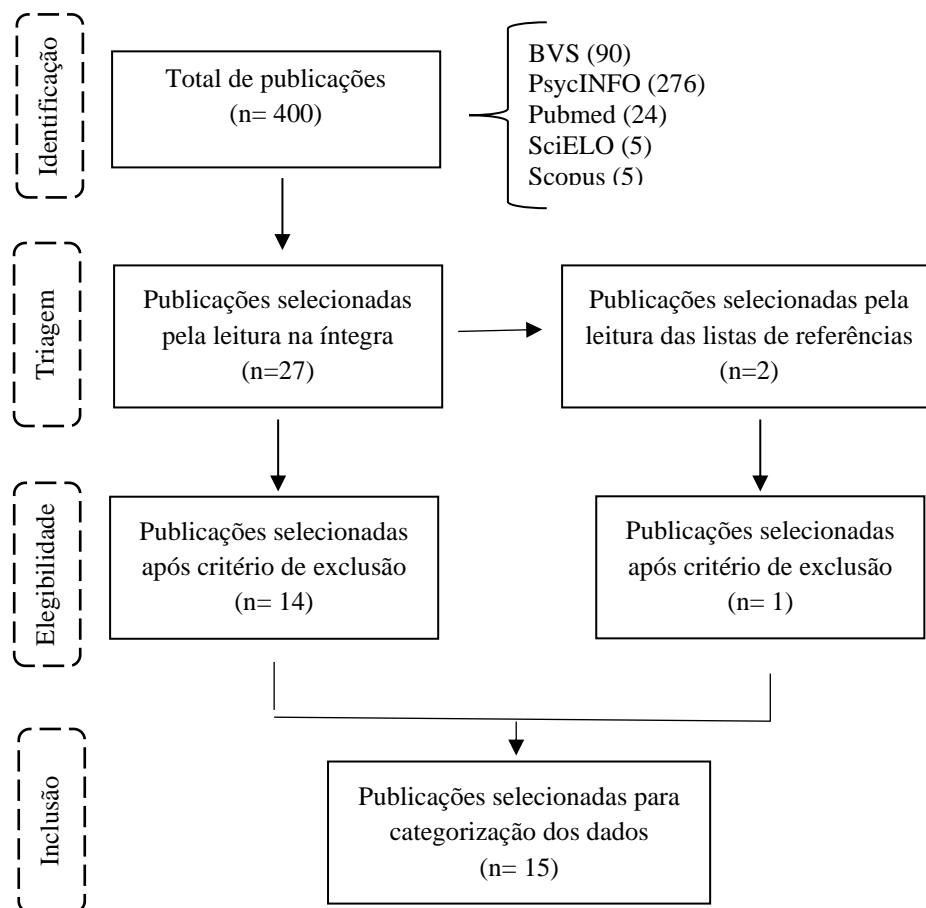 Identificação
Total de publicações
(n= 400)
BVS (90)
PsycINFO (276)
Pubmed (24)
SciELO (5)
Scopus (5)
Triagem
Publicações selecionadas
pela leitura na íntegra
(n=27)
Publicações selecionadas pela
leitura das listas de referências
(n=2)
Elegibilidade
Publicações selecionadas
após critério de exclusão
(n= 14)
Publicações selecionadas
após critério de exclusão
(n= 1)
Inclusão
Publicações selecionadas para
categorização dos dados
(n= 15)